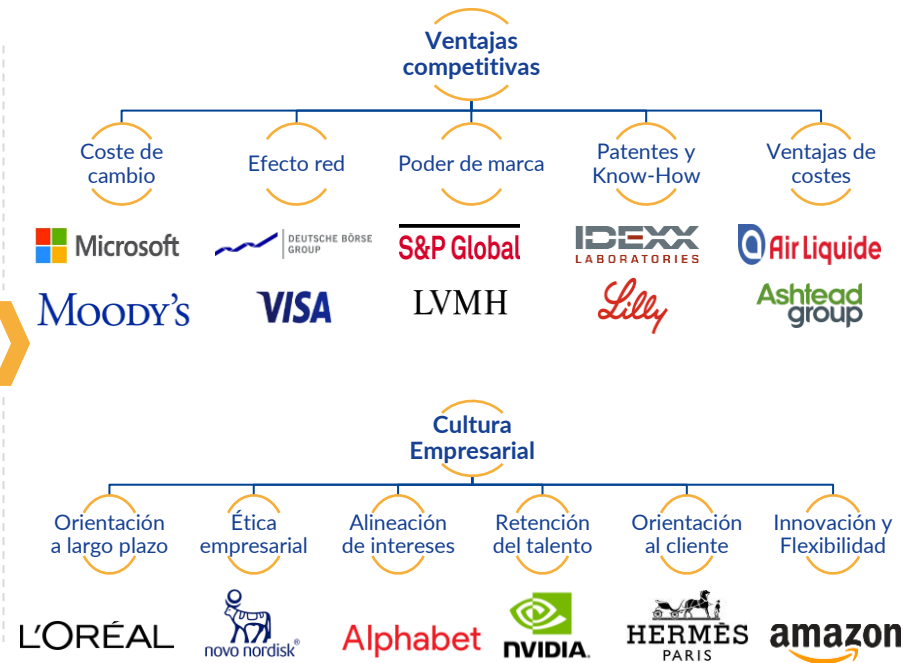 Ventajas
competitivas
Coste de
cambio
Efecto red
Poder de marca
Patentes y
Know-How
Ventajas de
costes
Microsoft
DEUTSCHE BÖRSE
GROUP
S&P Global
IDEXX
LABORATORIES
Air Liquide
MOODY'S
VISA
LVMH
Lilly
Ashtead
group
Cultura
Empresarial
Orientación
a largo plazo
Ética
empresarial
Alineación
de intereses
Retención
del talento
Orientación
al cliente
Innovación y
Flexibilidad
L'ORÉAL
novo nordisk®
Alphabet
NVIDIA.
HERMÈS
PARIS
amazon